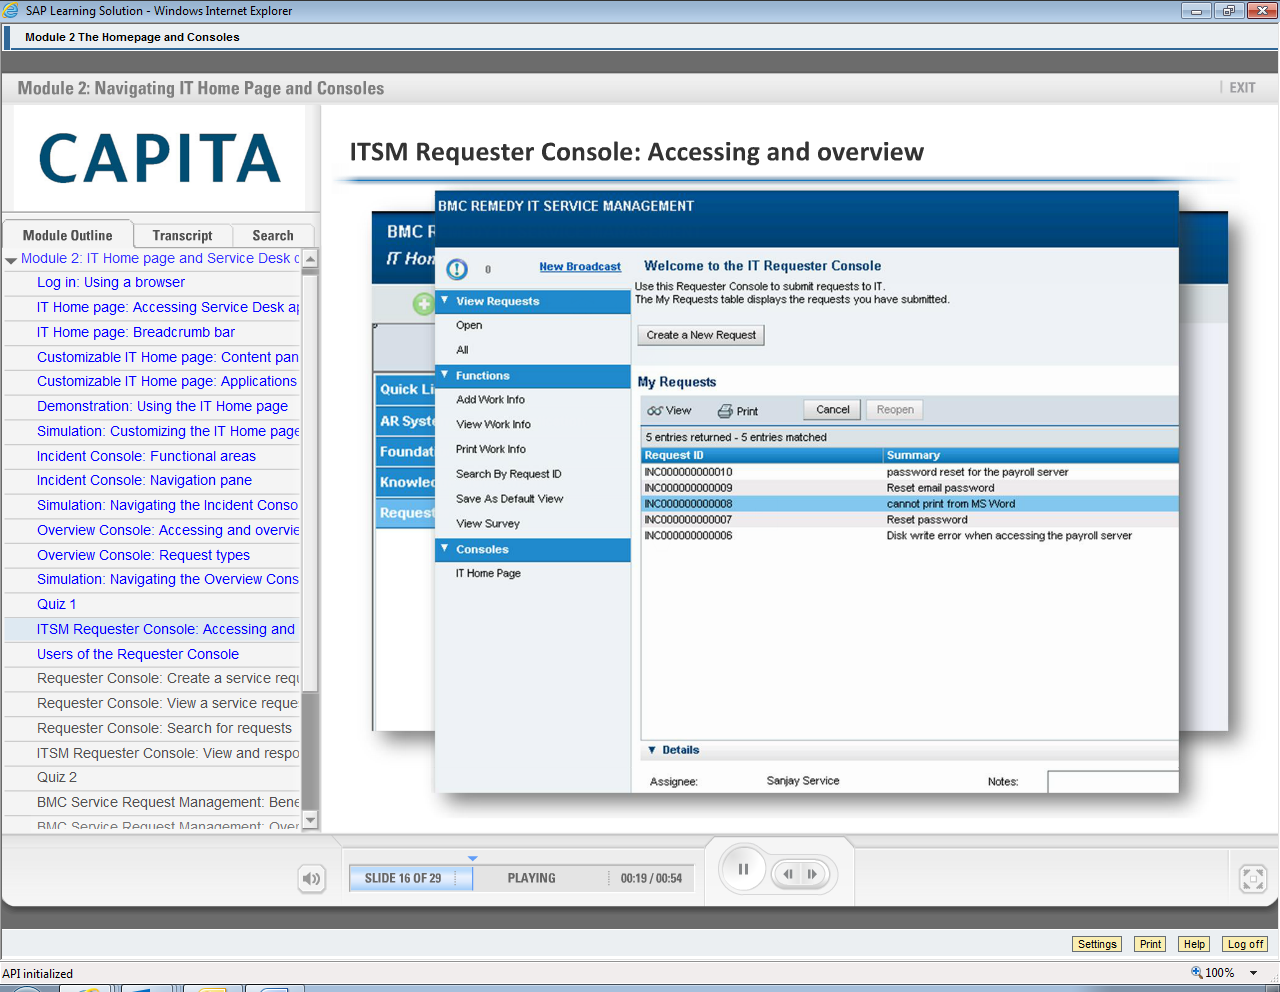 SAP Learning Solution - Windows Internet Explorer
Module 2 The Homepage and Consoles
Module 2: Navigating IT Home Page and Consoles
EXIT
CAPITA
Module Outline
Transcript
Search
Module 2: IT Home page and Service Desk c
Log in: Using a browser
IT Home page: Accessing Service Desk ap
IT Home page: Breadcrumb bar
Customizable IT Home page: Content pan
Customizable IT Home page: Applications
Demonstration: Using the IT Home page
Simulation: Customizing the IT Home page
Incident Console: Functional areas
Incident Console: Navigation pane
Simulation: Navigating the Incident Conso
Overview Console: Accessing and overvie
Overview Console: Request types
Simulation: Navigating the Overview Cons
Quiz 1
ITSM Requester Console: Accessing and
Users of the Requester Console
Requester Console: Create a service requ
Requester Console: View a service reque
Requester Console: Search for requests
ITSM Requester Console: View and respo
Quiz 2
BMC Service Request Management: Bene
BMC Service Request Management: Over
ITSM Requester Console: Accessing and overview
BMC R
IT Hon
Quick Li
AR Syste
Foundat
Knowled
Request
BMC REMEDY IT SERVICE MANAGEMENT
0
New Broadcast
View Requests
Open
All
Functions
Add Work Info
View Work Info
Print Work Info
Search By Request ID
Save As Default View
View Survey
Consoles
IT Home Page
Welcome to the IT Requester Console
Use this Requester Console to submit requests to IT.
The My Requests table displays the requests you have submitted.
Create a New Request
My Requests
View
Print
Cancel
Reopen
5 entries returned - 5 entries matched
Request ID Summary
INC000000000010 password reset for the payroll server
INC000000000009 Reset email password
INC000000000008 cannot print from MS Word
INC000000000007 Reset password
INC000000000006 Disk write error when accessing the payroll server
Details
Assignee: Sanjay Service Notes:
SLIDE 16 OF 29
PLAYING
00:19 / 00:54
Settings
Print
Help
Log off
API initialized
100%